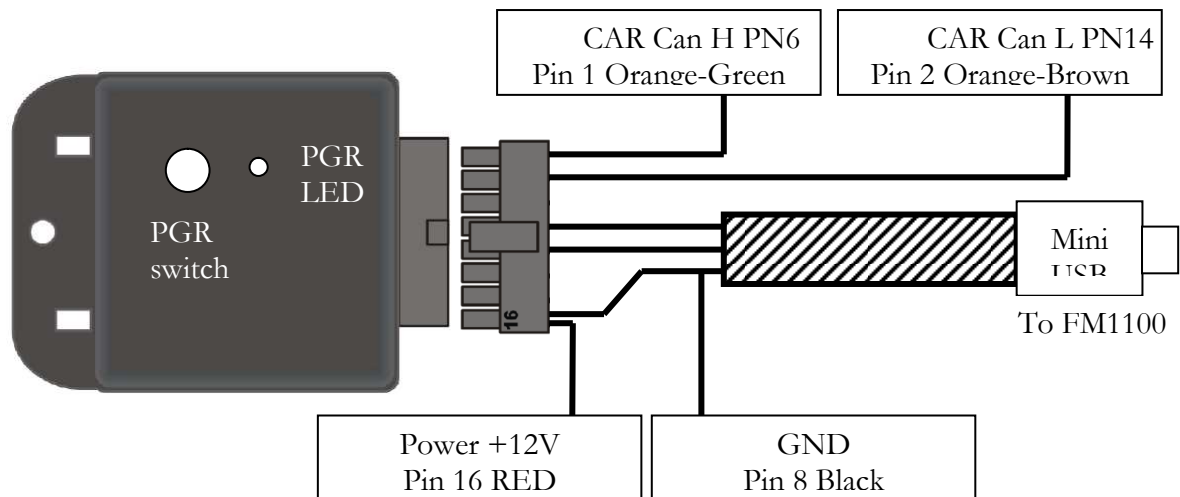 CAR Can H PN6
Pin 1 Orange-Green
CAR Can L PN14
Pin 2 Orange-Brown
PGR
LED
PGR
switch
Mini
USB
To FM1100
16
Power +12V
Pin 16 RED
GND
Pin 8 Black